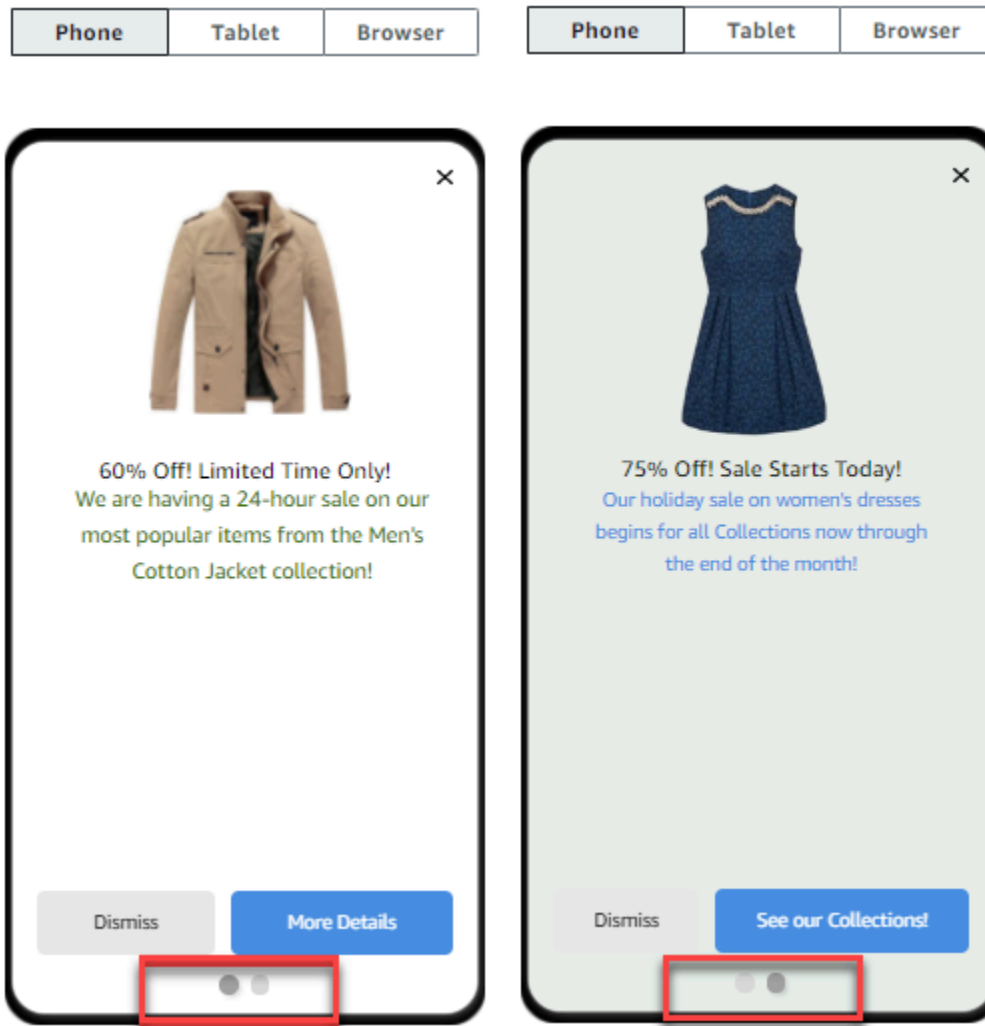 Phone Tablet Browser
Phone Tablet Browser
60% Off! Limited Time Only!
We are having a 24-hour sale on our
most popular items from the Men's
Cotton Jacket collection!
Dismiss More Details
75% Off! Sale Starts Today!
Our holiday sale on women's dresses
begins for all Collections now through
the end of the month!
Dismiss See our Collections!